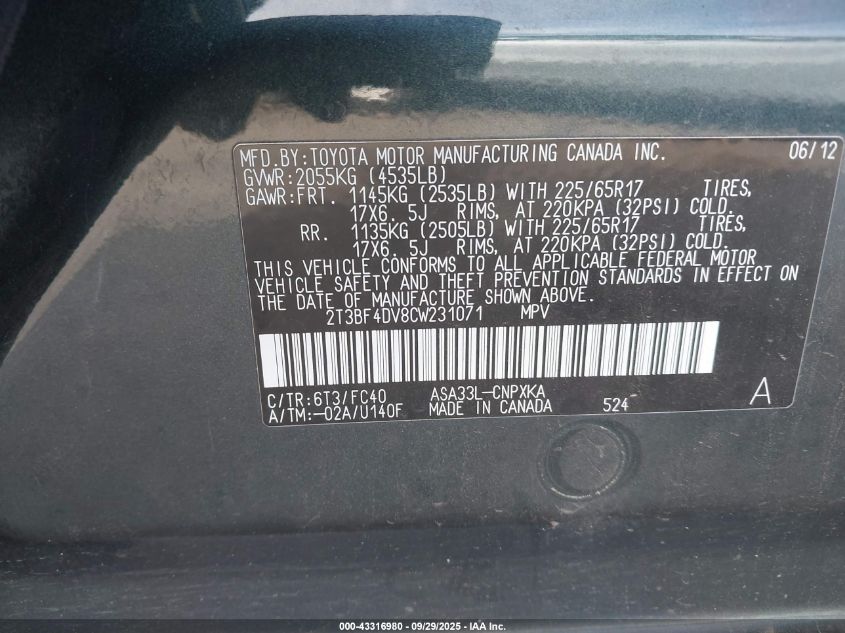 MFD.BY:TOYOTA MOTOR MANUFACTURING CANADA INC. 06/12
GVWR:2055KG (4535LB)
GAWR:FRT. 1145KG (2535LB) WITH 225/65R17 TIRES,
17X6. 5J RIMS, AT 220KPA (32PSI) COLD.
RR. 1135KG (2505LB) WITH 225/65R17 TIRES,
17X6. 5J RIMS, AT 220KPA (32PSI) COLD.
THIS VEHICLE CONFORMS TO ALL APPLICABLE FEDERAL MOTOR
VEHICLE SAFETY AND THEFT PREVENTION STANDARDS IN EFFECT ON
THE DATE OF MANUFACTURE SHOWN ABOVE.
2T3BF4DV8CW231071 MPV
C/TR:6T3/FC40 ASA33L-CNPXKA
A/TM:-02A/U140F MADE IN CANADA 524 A
000-43316980 - 09/29/2025 - IAA Inc.